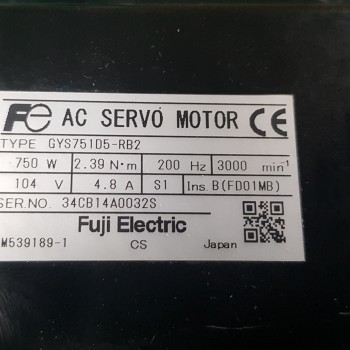 Fe AC SERVO MOTOR CE
TYPE GYS751D5-RB2
750 W 2.39 N·m 200 Hz 3000 min⁻¹
104 V 4.8 A S1 Ins.B(FD01MB)
SER.NO. 34CB14A0032S
Fuji Electric
M539189-1 CS Japan